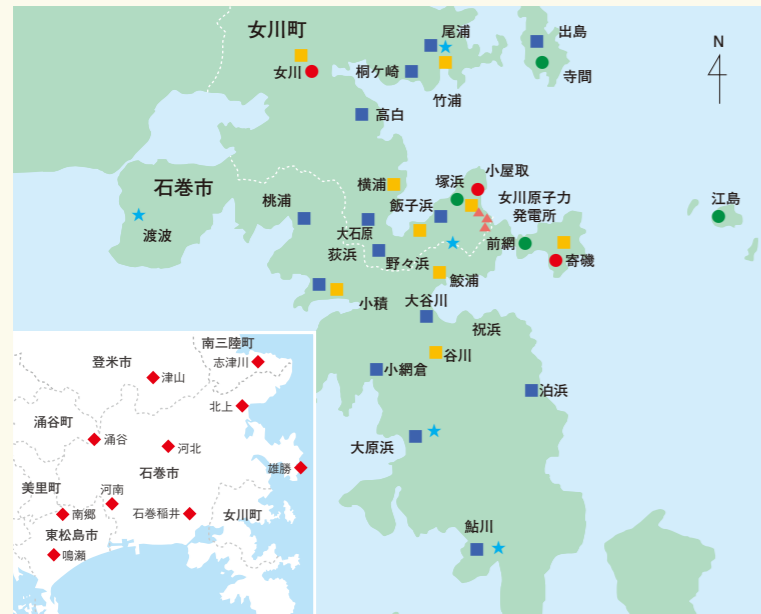 女川町
尾浦
出島
N
女川
桐ケ崎
寺間
竹浦
高白
小屋取
横浦
塚浜
石巻市
桃浦
飯子浜
女川原子力
発電所
江島
渡波
大石原
前網
荻浜
野々浜
寄磯
鮫浦
小積
大谷川
祝浜
谷川
小網倉
泊浜
大原浜
鮎川
南三陸町
志津川
登米市
津山
北上
涌谷町
涌谷
河北
石巻市
雄勝
美里町
河南
南郷
石巻稲井
女川町
東松島市
鳴瀬